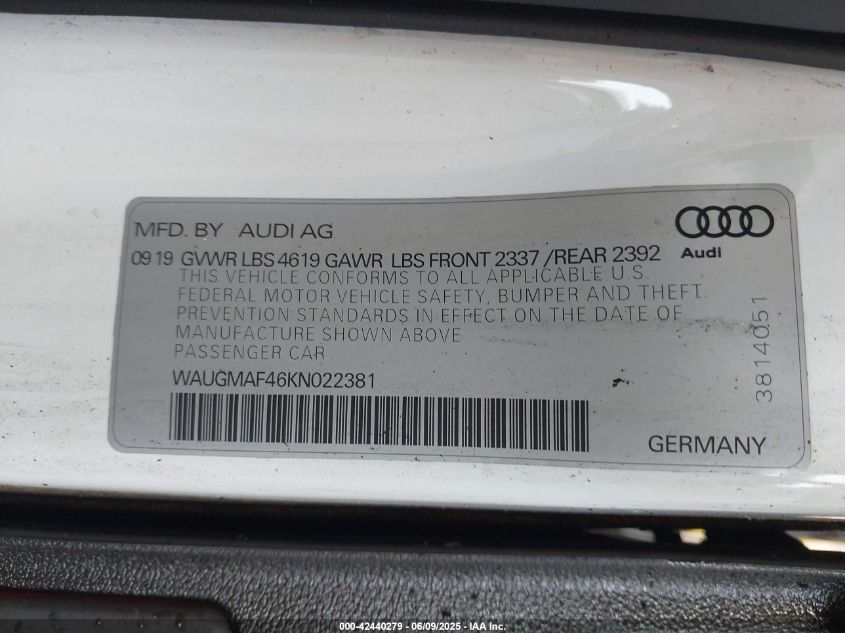 MFD. BY AUDI AG
Audi
09 19 GVWR LBS 4619 GAWR LBS FRONT 2337 / REAR 2392
THIS VEHICLE CONFORMS TO ALL APPLICABLE U.S.
FEDERAL MOTOR VEHICLE SAFETY, BUMPER AND THEFT
PREVENTION STANDARDS IN EFFECT ON THE DATE OF
MANUFACTURE SHOWN ABOVE
PASSENGER CAR
WAUGMAF46KN022381
3814051
GERMANY
000-42440279 - 06/09/2025 - IAA Inc.